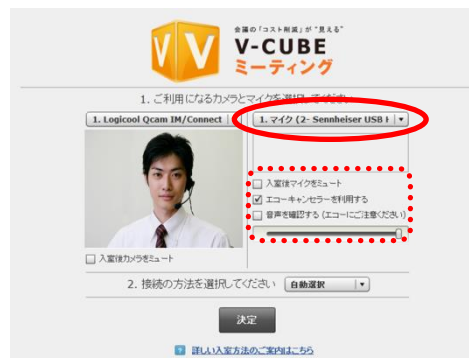 会議の「コスト削減」が“見える”
V-CUBE
ミーティング
1. ご利用になるカメラとマイクを選択してください
1. Logicool Qcam IM/Connect
1. マイク (2- Sennheiser USB H
入室後マイクをミュート
エコーキャンセラーを利用する
音声を確認する (エコーにご注意ください)
入室後カメラをミュート
2. 接続の方法を選択してください 自動選択
決定
詳しい入室方法のご案内はこちら